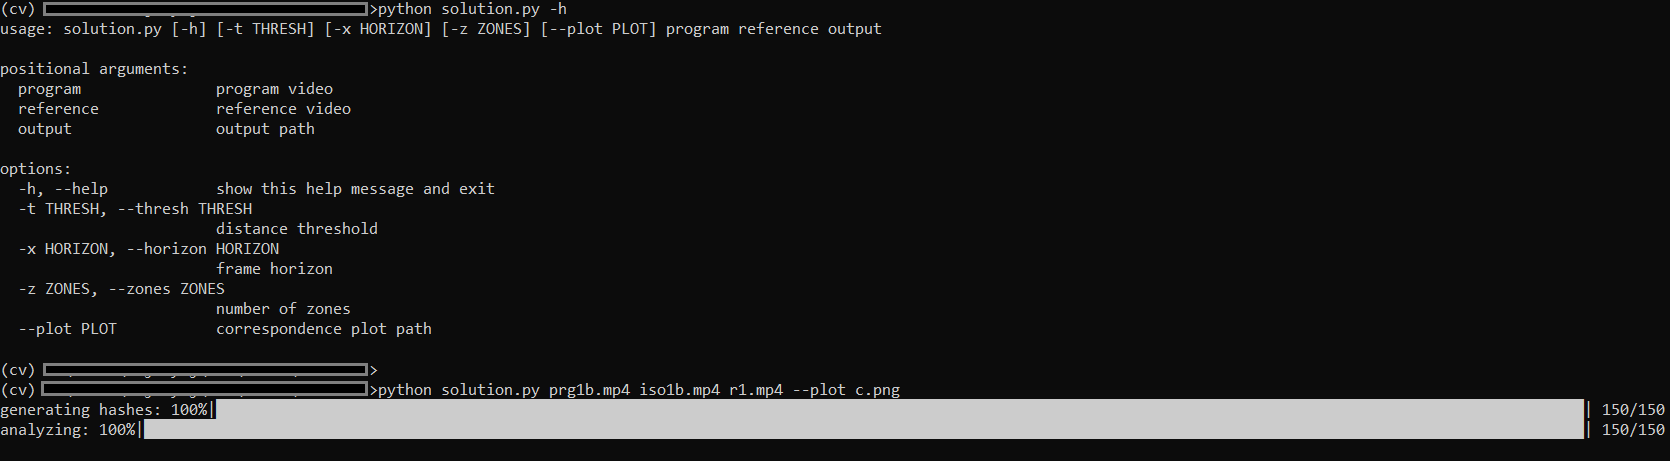 (cv) >python solution.py -h
usage: solution.py [-h] [-t THRESH] [-x HORIZON] [-z ZONES] [--plot PLOT] program reference output
positional arguments:
program program video
reference reference video
output output path
options:
-h, --help show this help message and exit
-t THRESH, --thresh THRESH
distance threshold
-x HORIZON, --horizon HORIZON
frame horizon
-z ZONES, --zones ZONES
number of zones
--plot PLOT correspondence plot path
(cv) >
(cv) >python solution.py prg1b.mp4 iso1b.mp4 r1.mp4 --plot c.png
generating hashes: 100%| | 150/150
analyzing: 100%| | 150/150